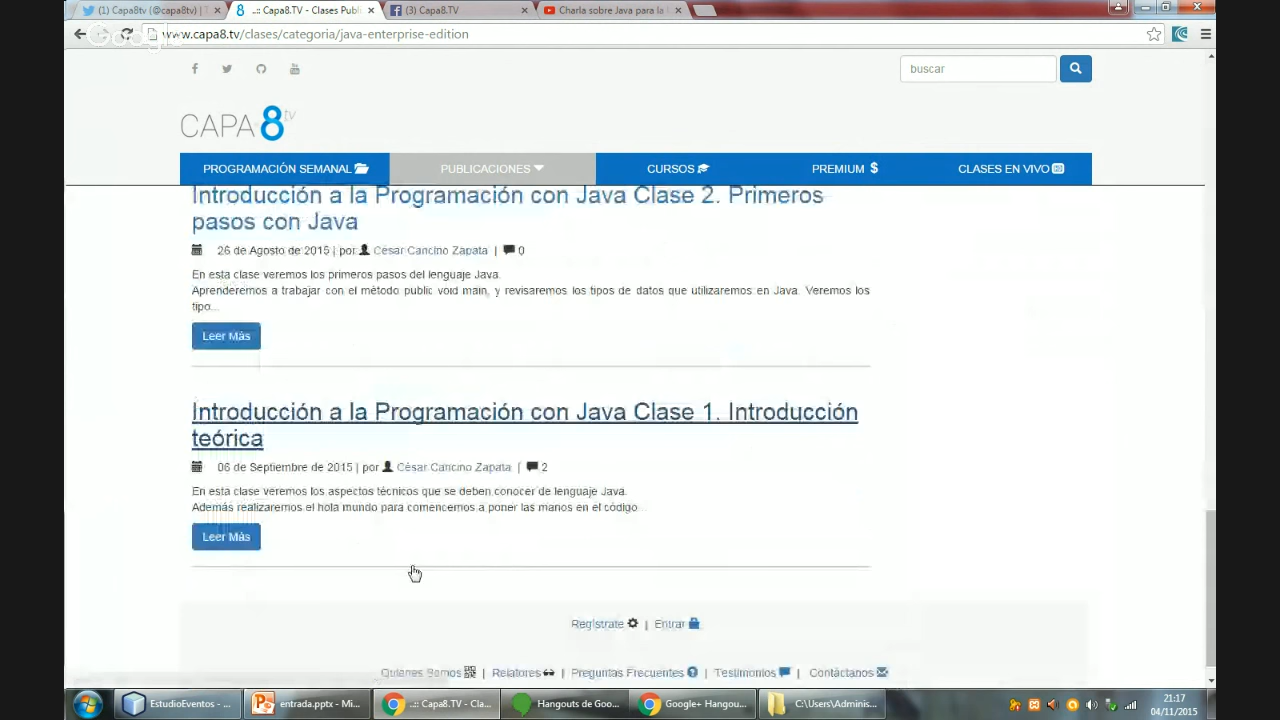 (1) Capa8tv (@capa8tv) | T
..:: Capa8.TV - Clases Publ
(3) Capa8.TV
Charla sobre Java para la
www.capa8.tv/clases/categoria/java-enterprise-edition
Google
buscar
CAPA 8 tv
PROGRAMACIÓN SEMANAL
PUBLICACIONES
CURSOS
PREMIUM $
CLASES EN VIVO
Introducción a la Programación con Java Clase 2. Primeros
pasos con Java
26 de Agosto de 2015 | por César Cancino Zapata | 0
En esta clase veremos los primeros pasos del lenguaje Java.
Aprenderemos a trabajar con el método public void main, y revisaremos los tipos de datos que utilizaremos en Java. Veremos los
tipo...
Leer Más
Introducción a la Programación con Java Clase 1. Introducción
teórica
06 de Septiembre de 2015 | por César Cancino Zapata | 2
En esta clase veremos los aspectos técnicos que se deben conocer de lenguaje Java.
Además realizaremos el hola mundo para comencemos a poner las manos en el código...
Leer Más
Regístrate | Entrar
Quiénes Somos | Relatores | Preguntas Frecuentes | Testimonios | Contáctanos
EstudioEventos - ...
entrada.pptx - Mi...
..:: Capa8.TV - Cla...
Hangouts de Goo...
Google+ Hangou...
C:\Users\Adminis...
21:17
04/11/2015